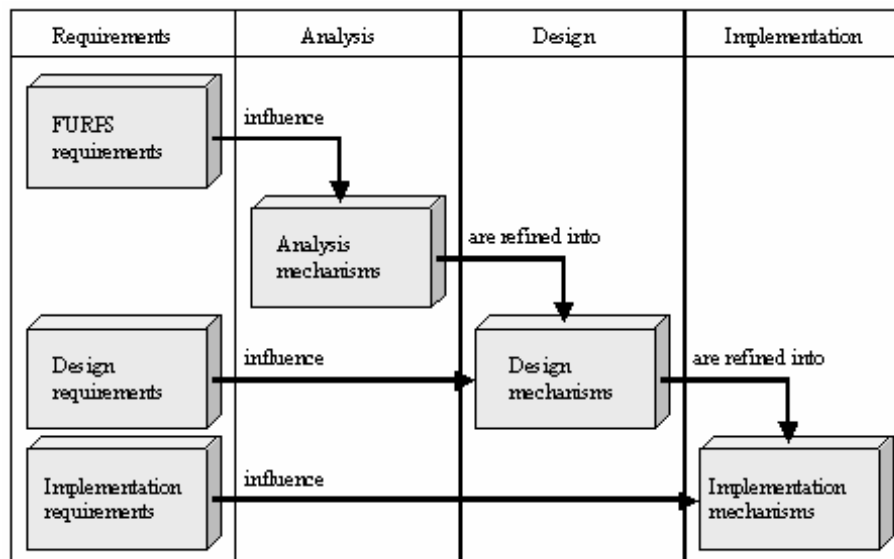 Requirements
Analysis
Design
Implementation
FURPS
requirements
influence
Analysis
mechanisms
are refined into
Design
requirements
influence
Design
mechanisms
are refined into
Implementation
requirements
influence
Implementation
mechanisms